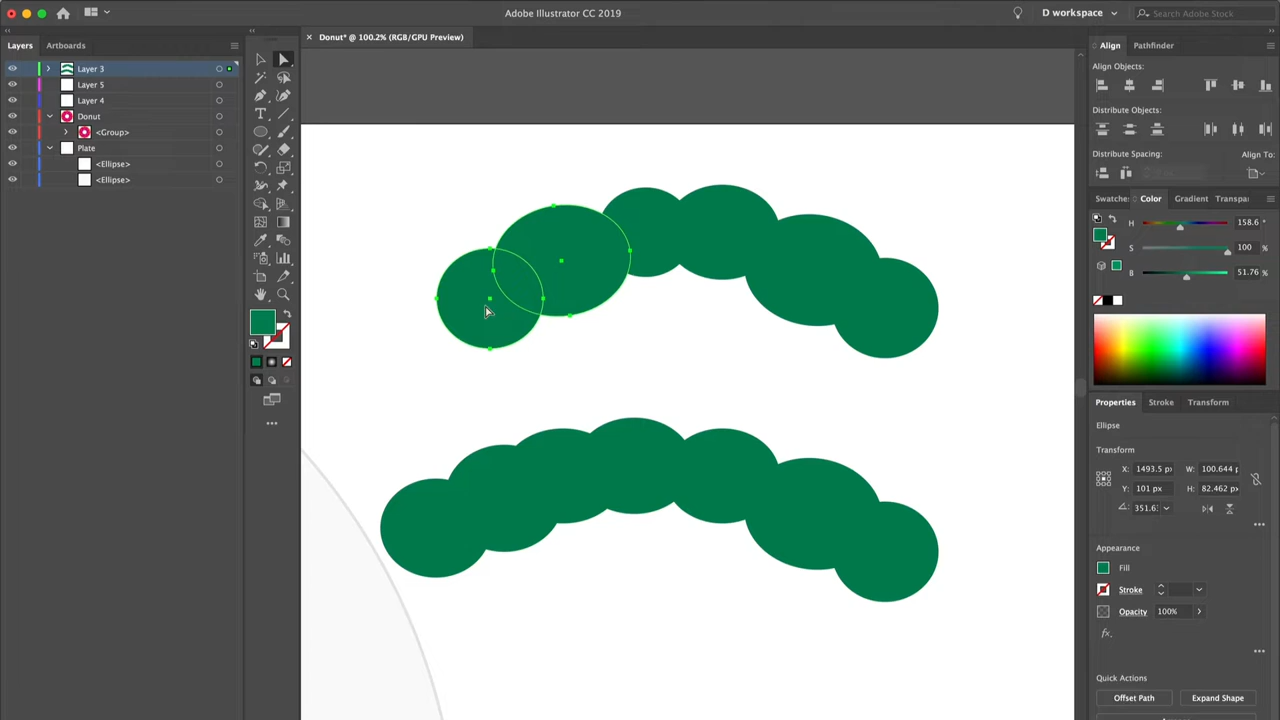 Adobe Illustrator CC 2019
D workspace
Search Adobe Stock
Layers
Artboards
× Donut* @ 100.2% (RGB/GPU Preview)
Align
Pathfinder
Layer 3
Layer 5
Layer 4
Donut
<Group>
Plate
<Ellipse>
<Ellipse>
Align Objects:
Distribute Objects:
Distribute Spacing:
Align To:
Swatches
Color
Gradient
Transpa
H
158.6
°
S
100
%
B
51.76
%
Properties
Stroke
Transform
Ellipse
Transform
X:
1493.5 px
W:
100.644 p
Y:
101 px
H:
82.462 px
Appearance
Fill
Stroke
Opacity
100%
fx.
Quick Actions
Offset Path
Expand Shape